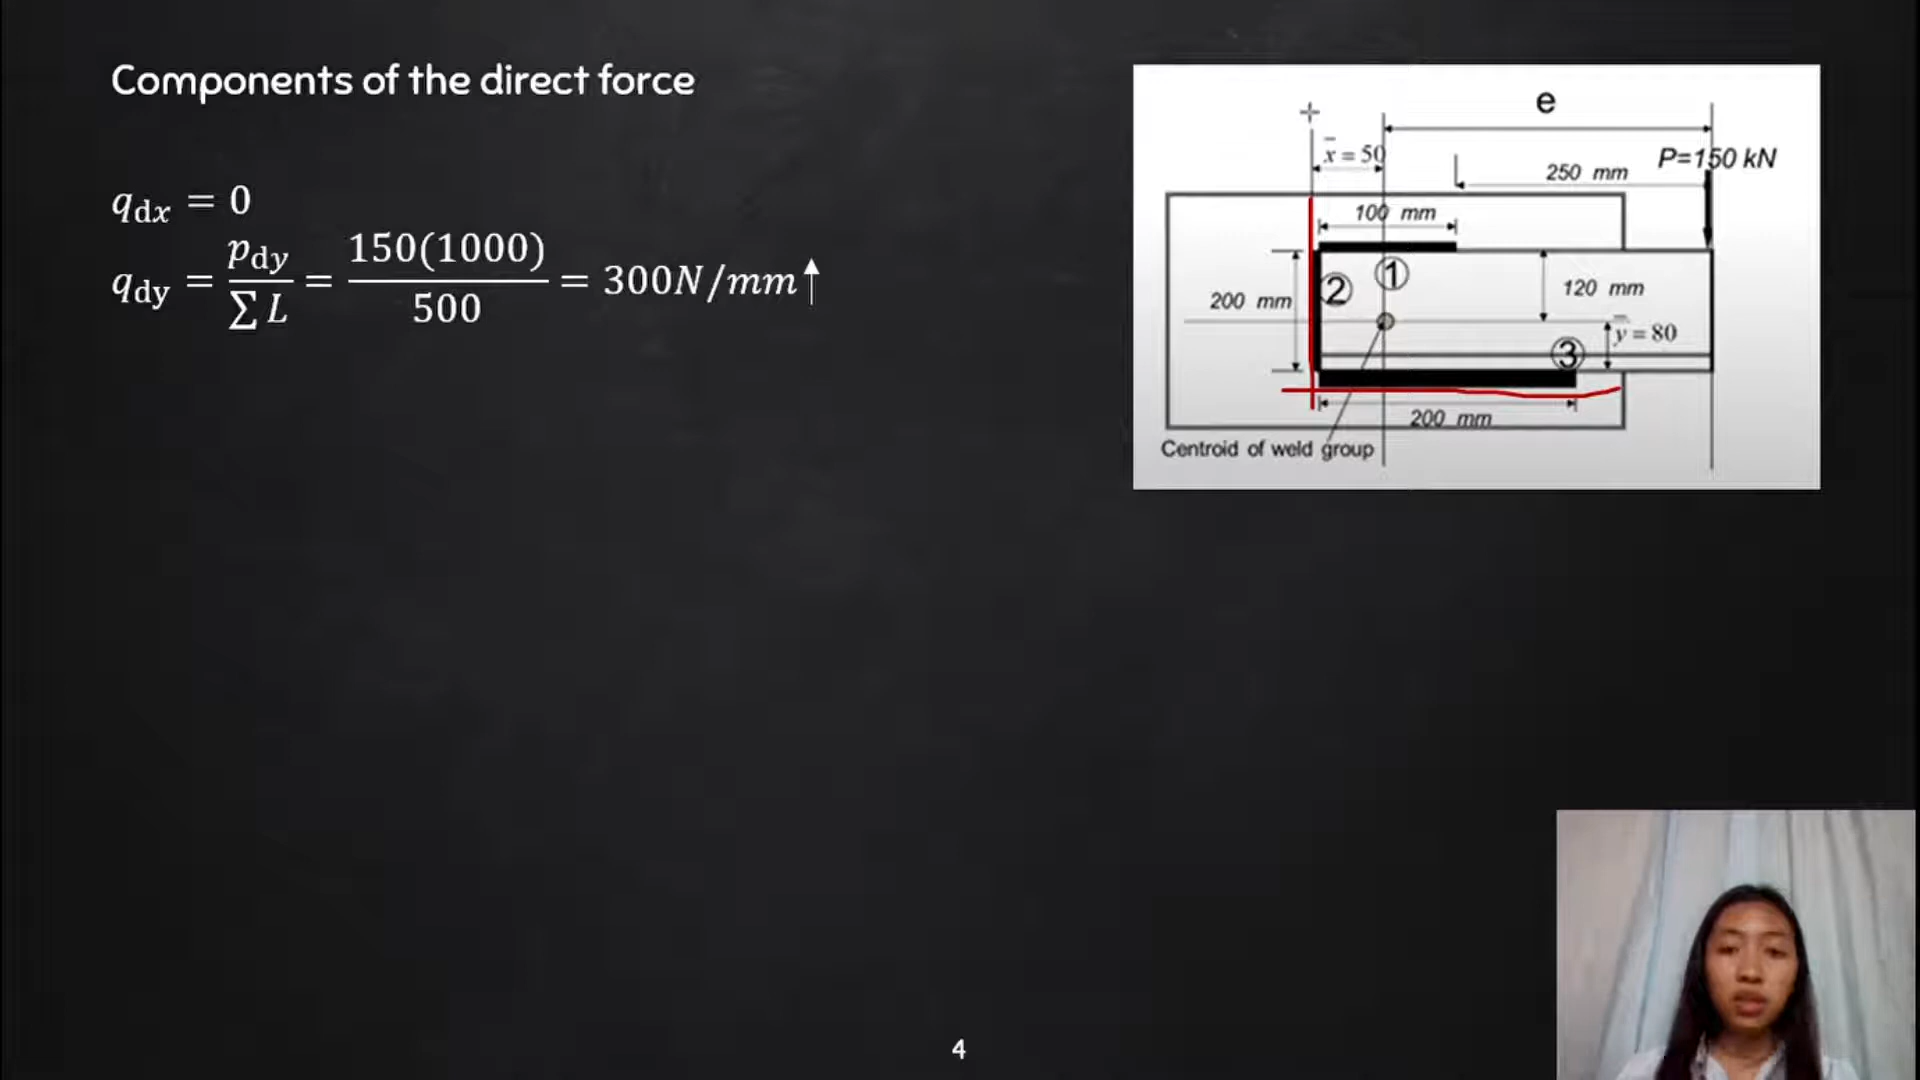 Components of the direct force
q_dx = 0
q_dy = p_dy / ∑ L = 150(1000) / 500 = 300N/mm↑
e
x̄ = 50
P=150 kN
250 mm
100 mm
①
②
200 mm
120 mm
ȳ = 80
③
200 mm
Centroid of weld group
4